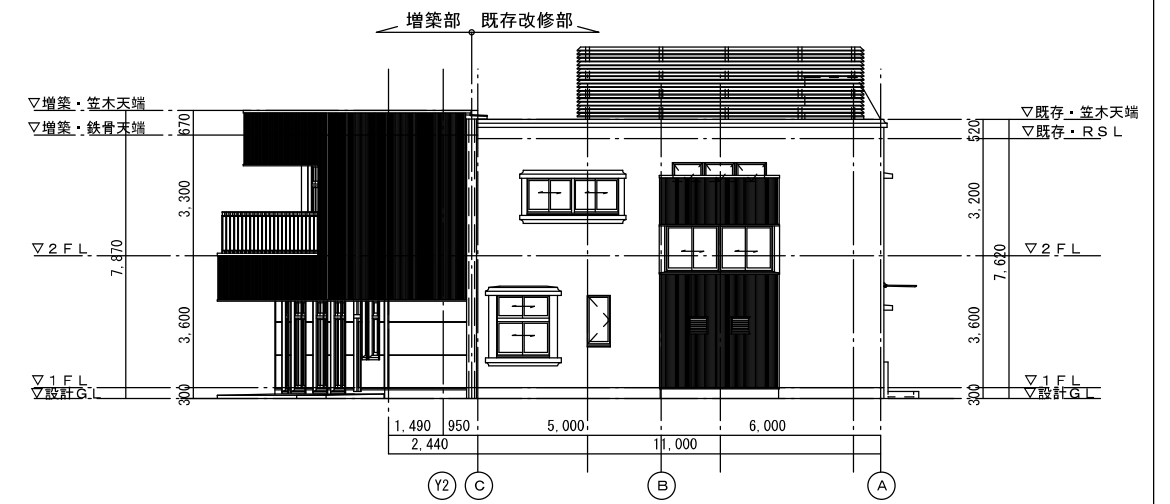 増築部 既存改修部
▽増築・笠木天端
▽増築・鉄骨天端
▽2FL
▽1FL
▽設計GL
670
3,300
3,600
300
7,870
▽既存・笠木天端
▽既存・RSL
▽2FL
▽1FL
▽設計GL
520
3,200
3,600
300
7,620
1,490 950 5,000 6,000
2,440 11,000
Y2 C B A